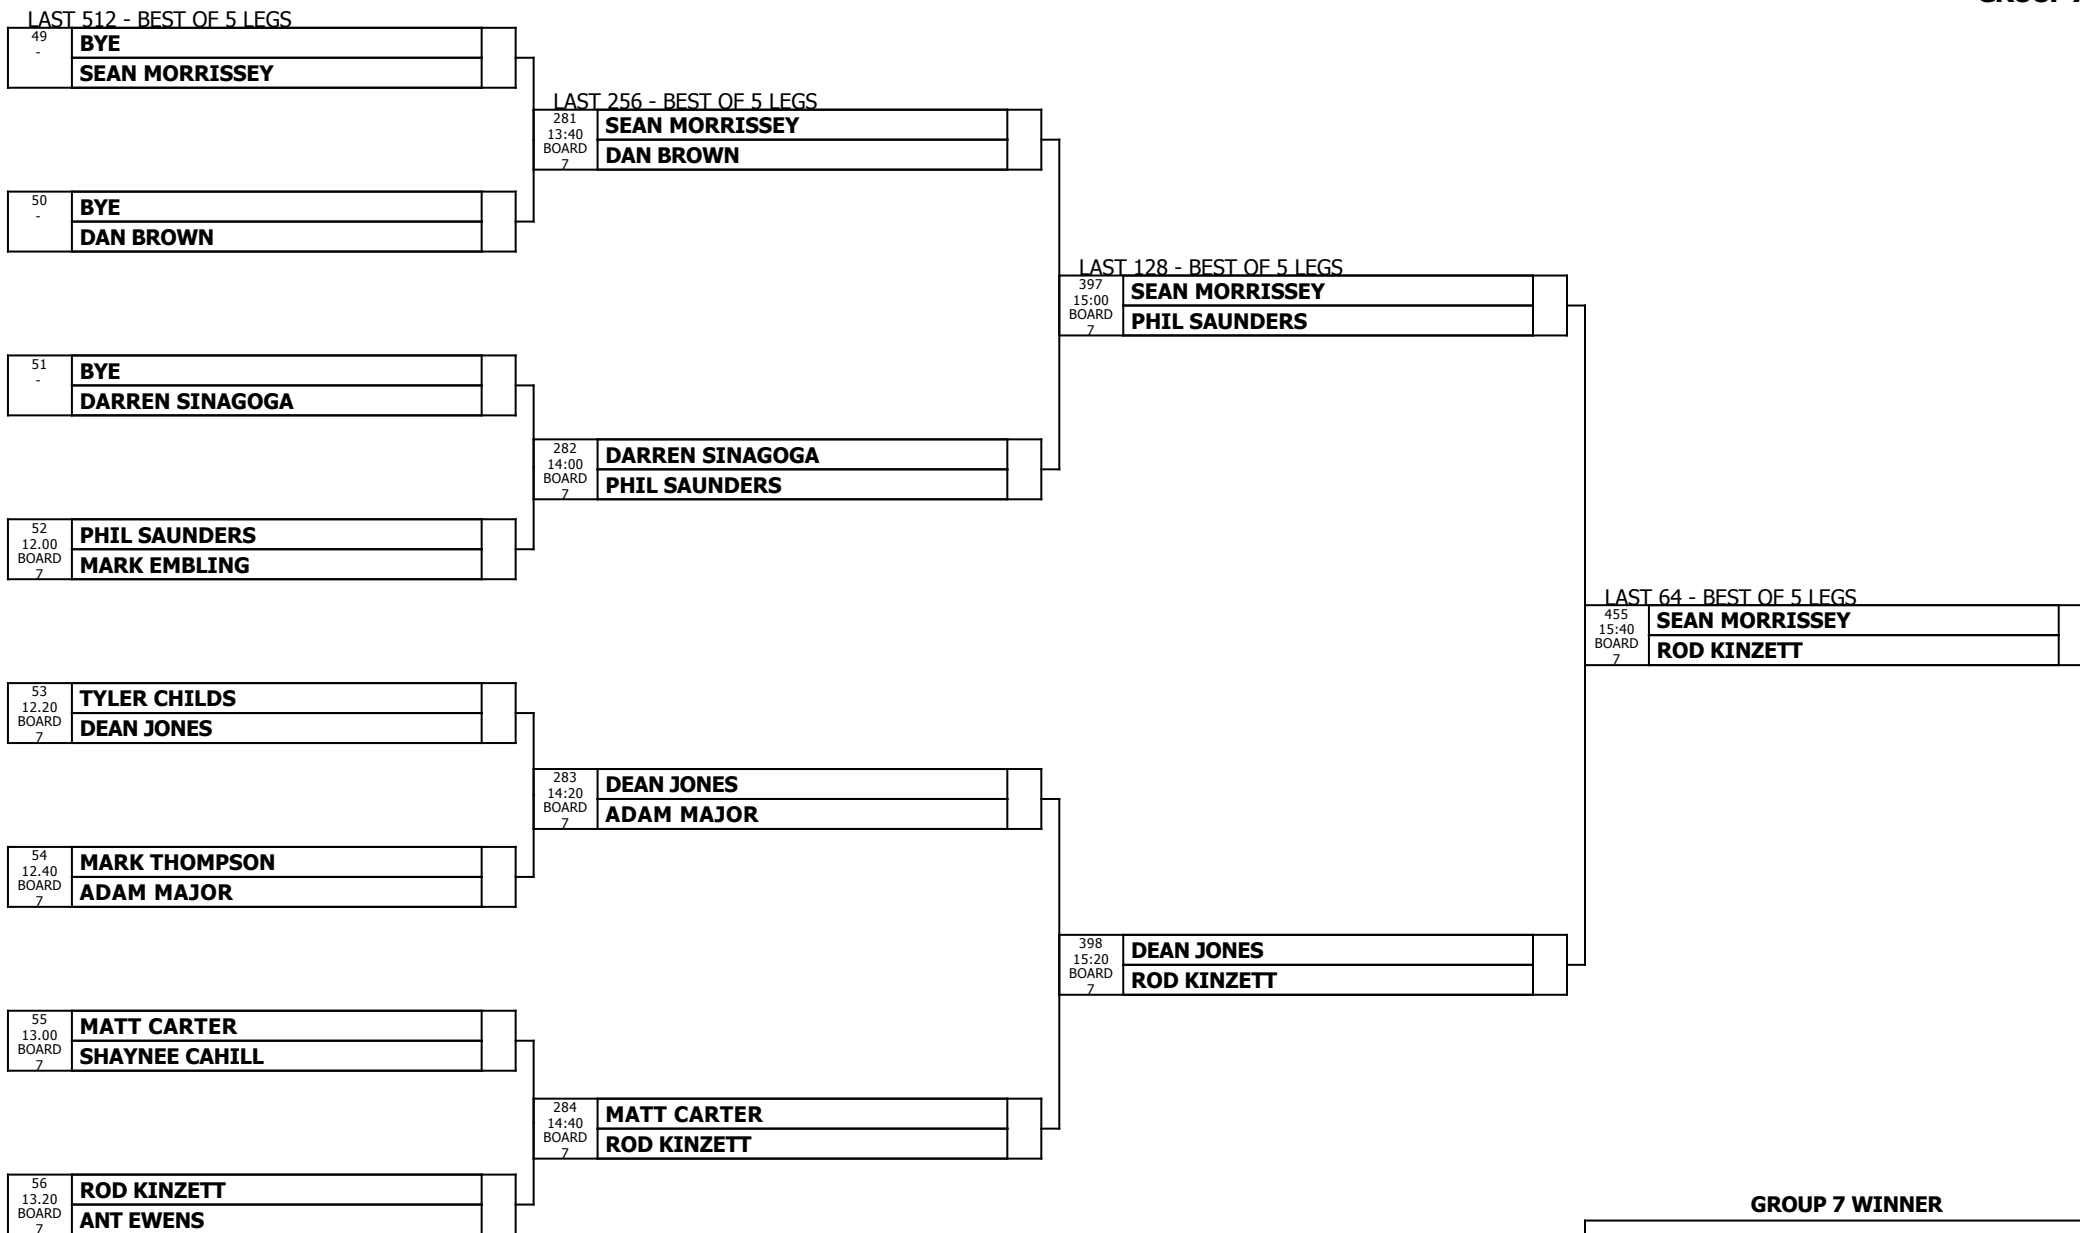 GROUP 7
LAST 512 - BEST OF 5 LEGS
49
-
BYE
SEAN MORRISSEY
50
-
BYE
DAN BROWN
51
-
BYE
DARREN SINAGOGA
52
12.00
BOARD
7
PHIL SAUNDERS
MARK EMBLING
53
12.20
BOARD
7
TYLER CHILDS
DEAN JONES
54
12.40
BOARD
7
MARK THOMPSON
ADAM MAJOR
55
13.00
BOARD
7
MATT CARTER
SHAYNEE CAHILL
56
13.20
BOARD
7
ROD KINZETT
ANT EWENS
LAST 256 - BEST OF 5 LEGS
281
13:40
BOARD
7
SEAN MORRISSEY
DAN BROWN
282
14:00
BOARD
7
DARREN SINAGOGA
PHIL SAUNDERS
283
14:20
BOARD
7
DEAN JONES
ADAM MAJOR
284
14:40
BOARD
7
MATT CARTER
ROD KINZETT
LAST 128 - BEST OF 5 LEGS
397
15:00
BOARD
7
SEAN MORRISSEY
PHIL SAUNDERS
398
15:20
BOARD
7
DEAN JONES
ROD KINZETT
LAST 64 - BEST OF 5 LEGS
455
15:40
BOARD
7
SEAN MORRISSEY
ROD KINZETT
GROUP 7 WINNER